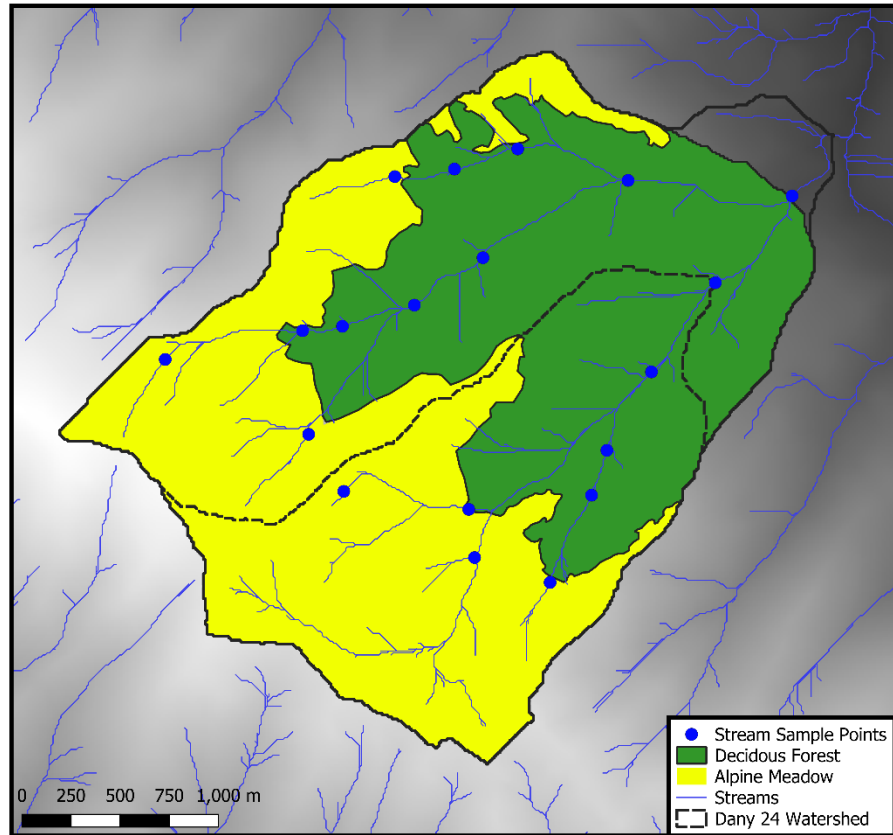 Stream Sample Points
Decidous Forest
Alpine Meadow
Streams
Dany 24 Watershed
0 250 500 750 1,000 m